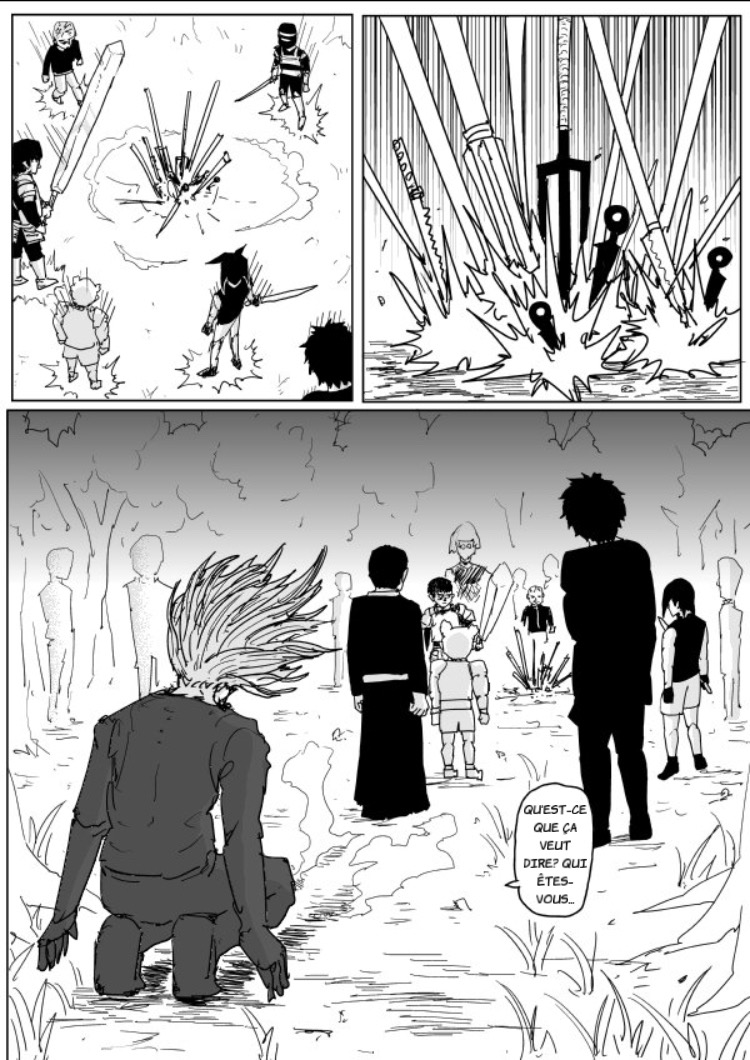 QU'EST-CE
QUE ÇA
VEUT
DIRE? QUI
ÊTES-
VOUS...